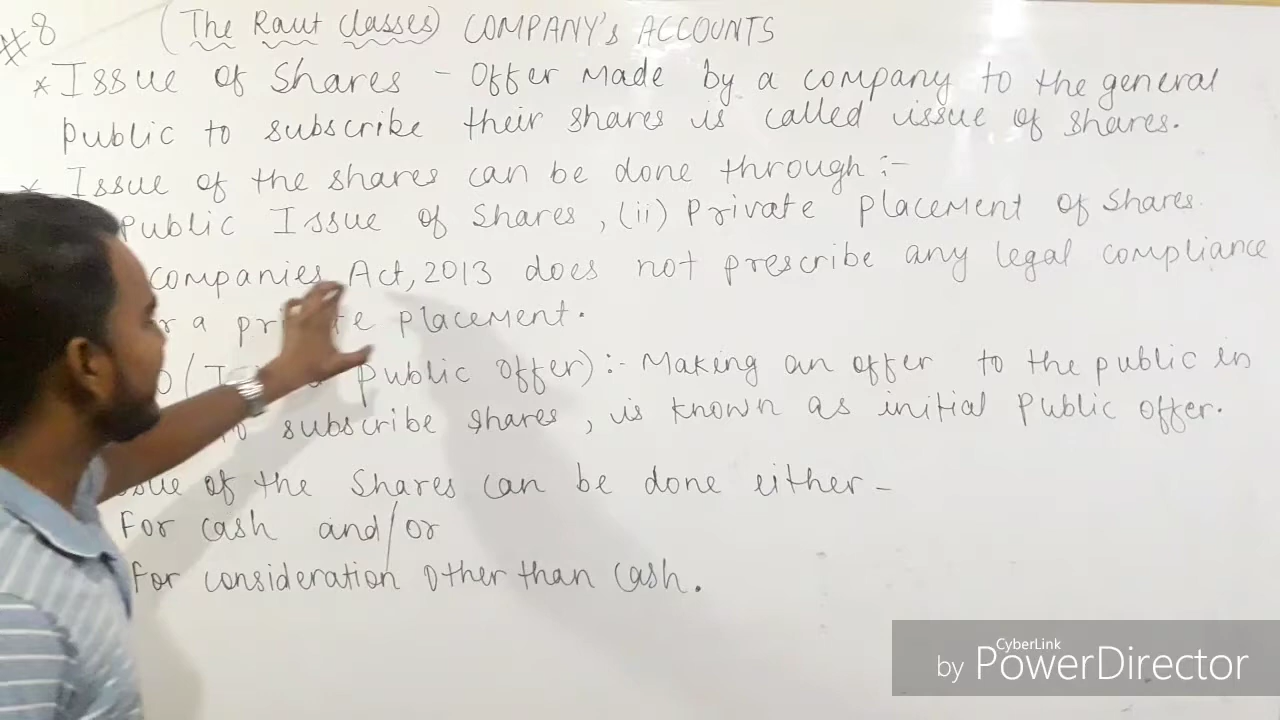 #8 (The Raut Classes) COMPANY's ACCOUNTS
* Issue of Shares - Offer Made by a company to the general
public to subscribe their shares is called issue of shares.
* Issue of the shares can be done through :-
Public Issue of Shares, (ii) Private placement of Shares.
companies Act, 2013 does not prescribe any legal compliance
a placement.
public offer) :- Making an offer to the public in
to subscribe shares, is known as initial public offer.
of the Shares can be done either -
For cash and/or
For consideration other than cash.
CyberLink
by PowerDirector